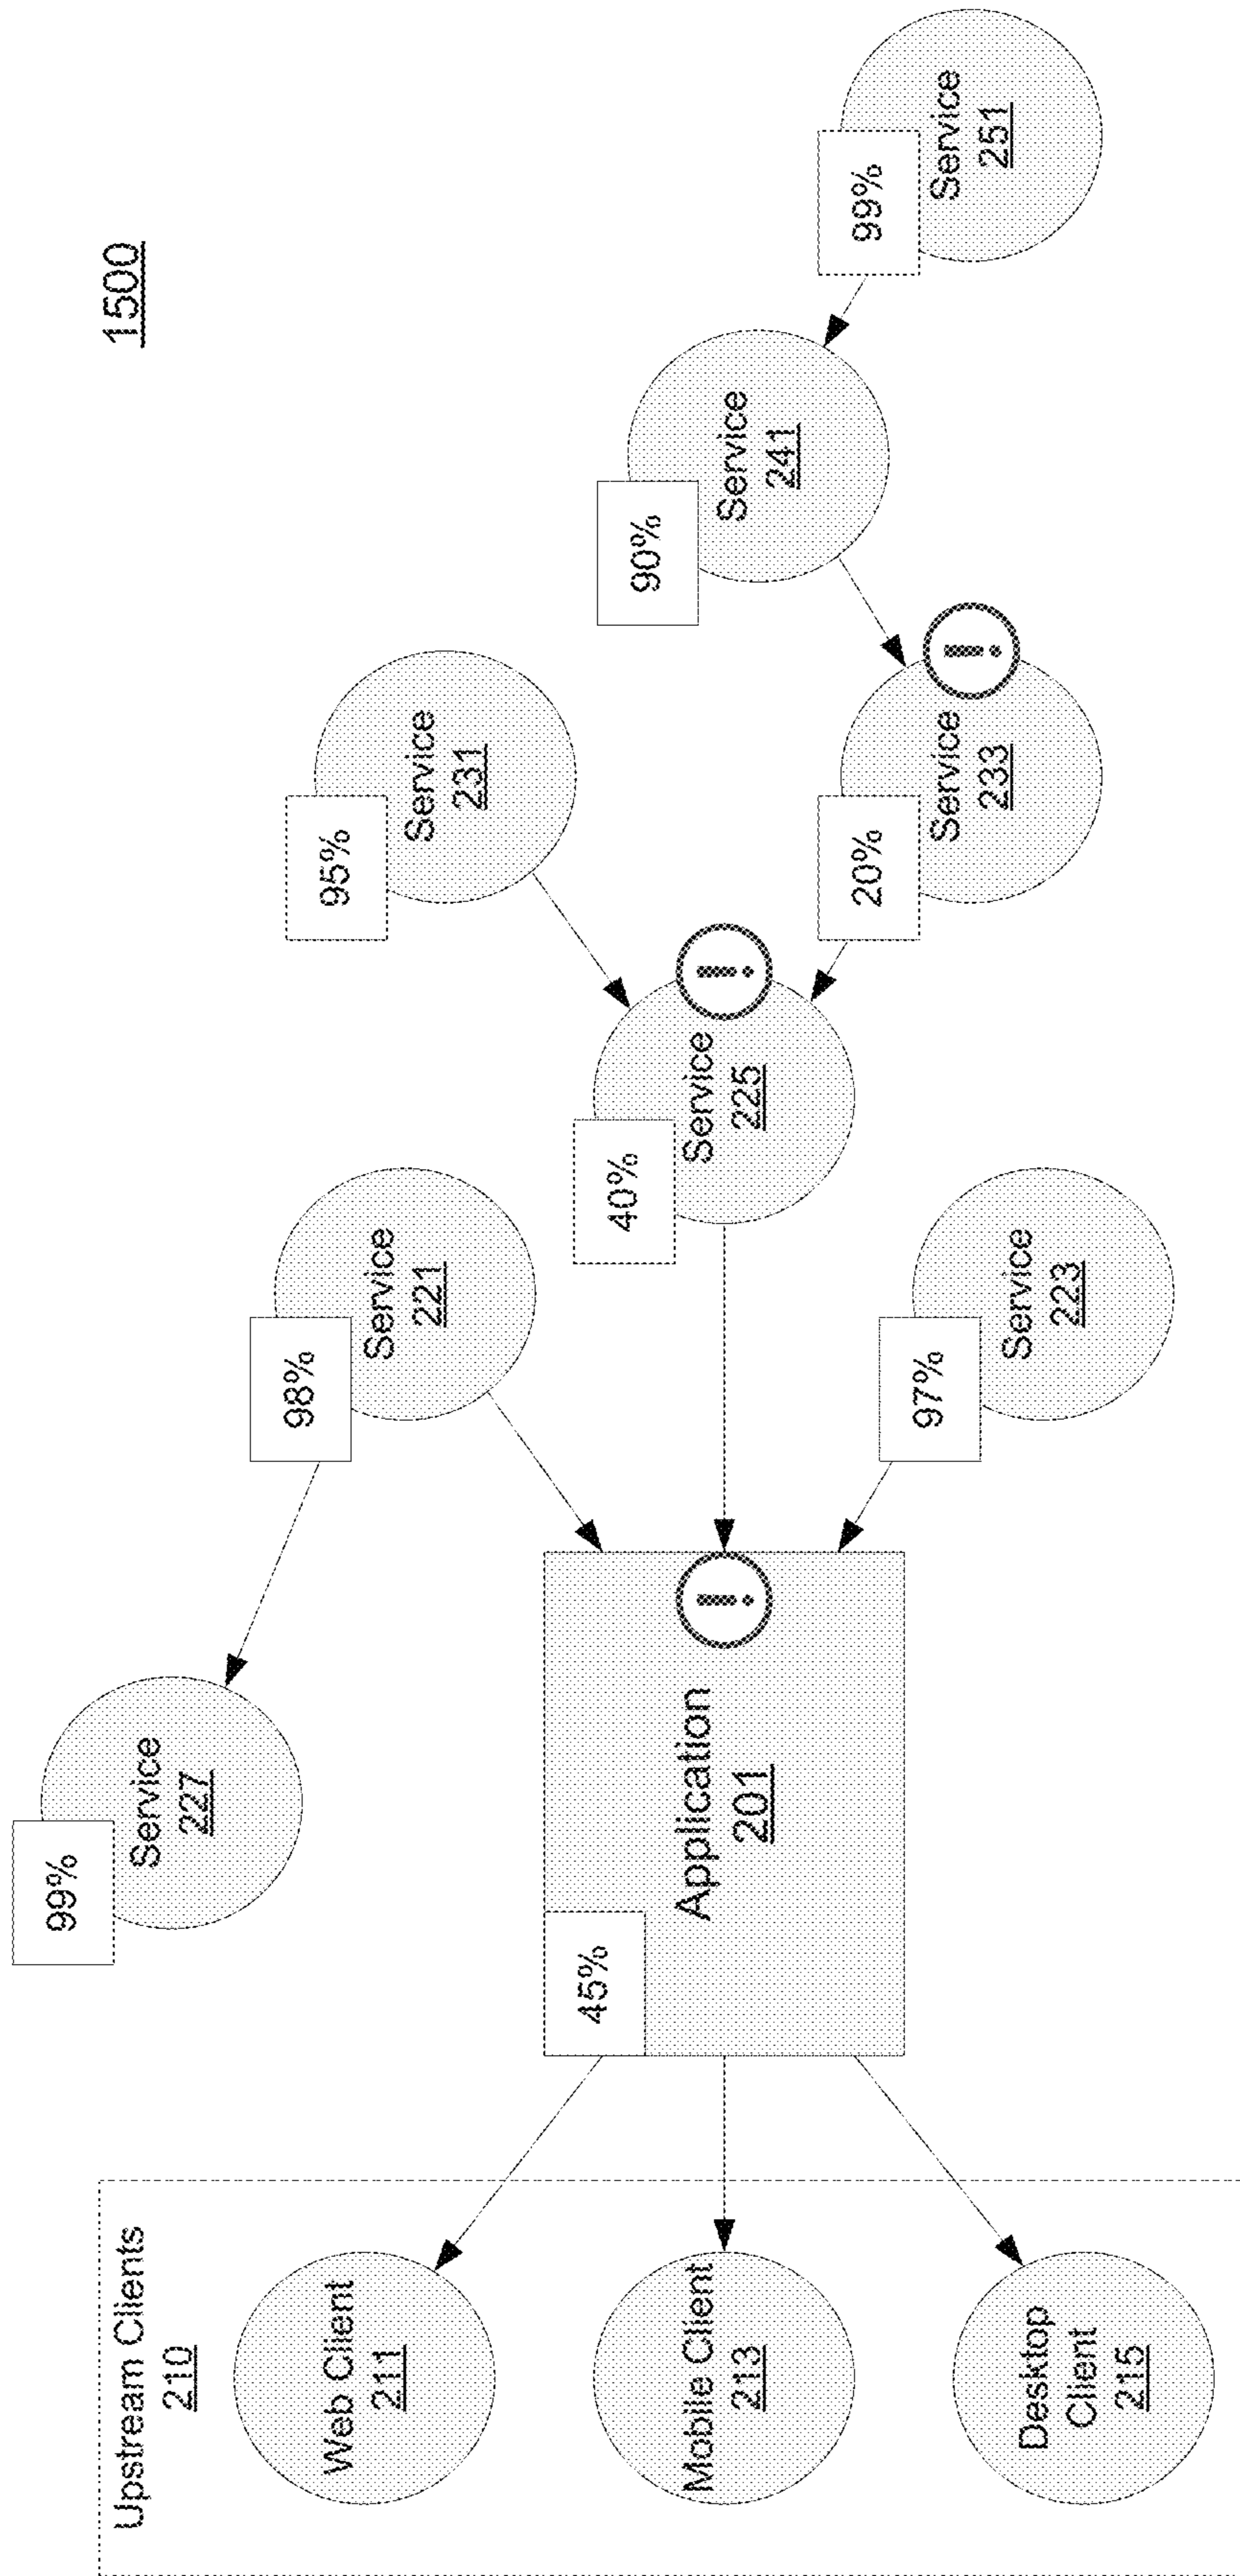 1500
Upstream Clients
210
Web Client
211
Mobile Client
213
Desktop
Client
215
45%
Application
201
i
99%
Service
227
98%
Service
221
97%
Service
223
40%
Service
225
i
95%
Service
231
20%
Service
233
i
90%
Service
241
99%
Service
251